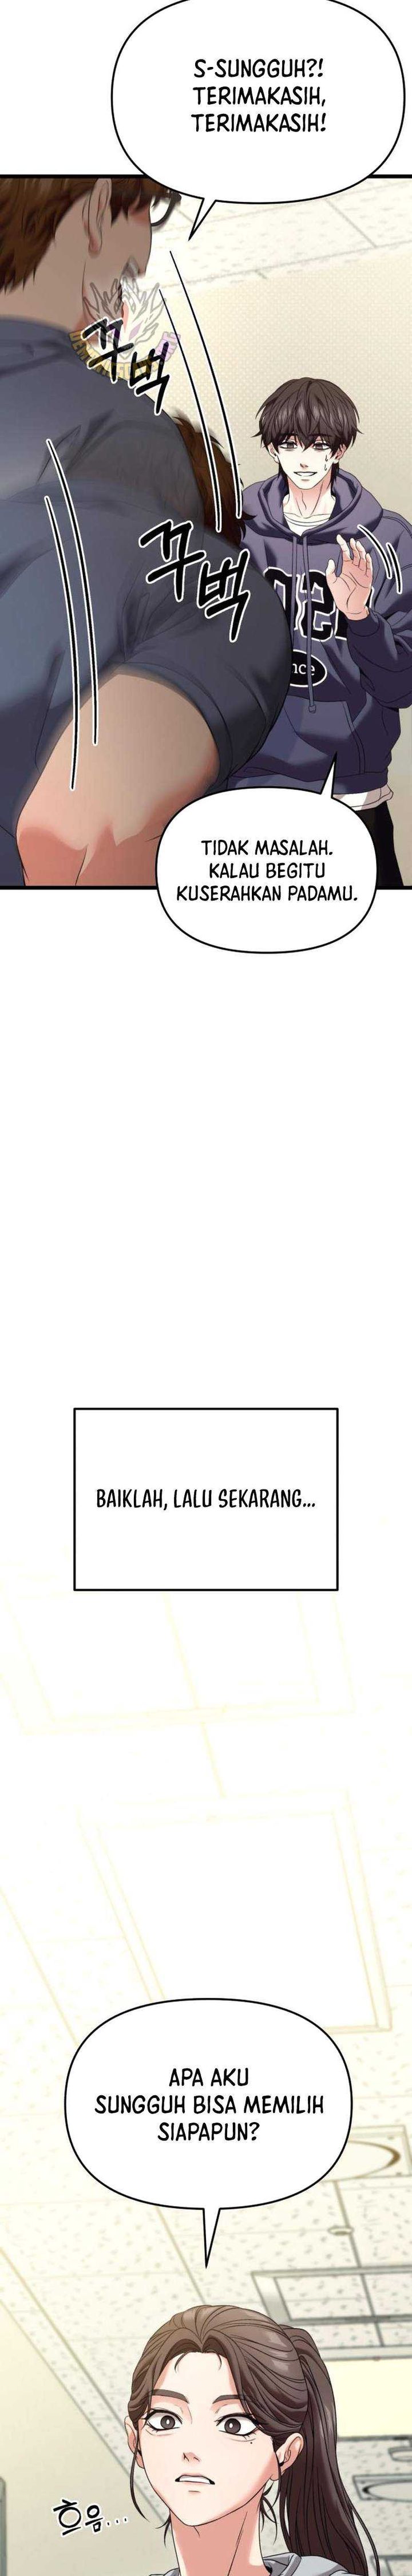 S-SUNGGUH?!
TERIMAKASIH,
TERIMAKASIH!
꾸벅
꾸벅
nce
TIDAK MASALAH.
KALAU BEGITU
KUSERAHKAN PADAMU.
BAIKLAH, LALU SEKARANG...
APA AKU
SUNGGUH BISA MEMILIH
SIAPAPUN?
흐음...